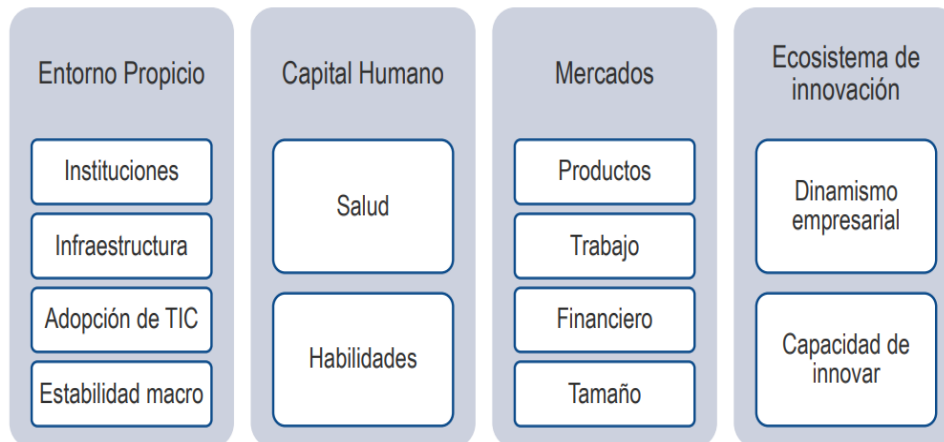 Entorno Propicio
Instituciones
Infraestructura
Adopción de TIC
Estabilidad macro
Capital Humano
Salud
Habilidades
Mercados
Productos
Trabajo
Financiero
Tamaño
Ecosistema de
innovación
Dinamismo
empresarial
Capacidad de
innovar